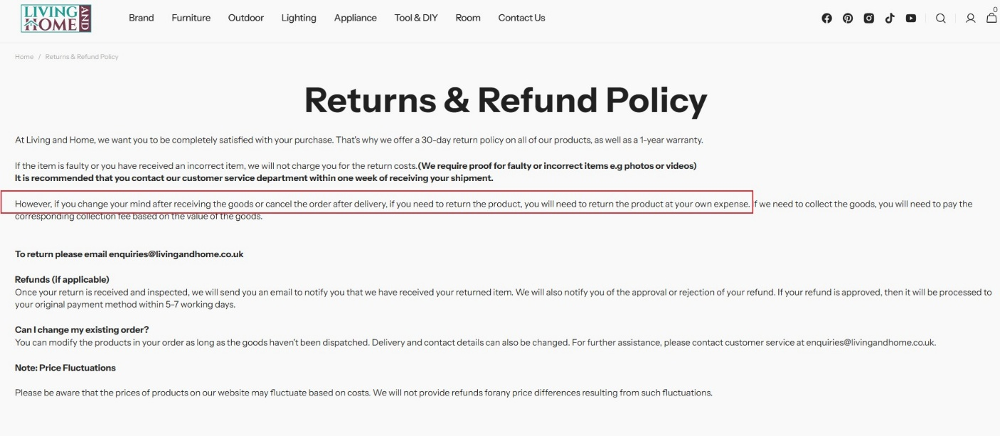 LIVING AND HOME
Brand Furniture Outdoor Lighting Appliance Tool & DIY Room Contact Us
0
Home / Returns & Refund Policy
Returns & Refund Policy
At Living and Home, we want you to be completely satisfied with your purchase. That's why we offer a 30-day return policy on all of our products, as well as a 1-year warranty.
If the item is faulty or you have received an incorrect item, we will not charge you for the return costs.(We require proof for faulty or incorrect items e.g photos or videos)
It is recommended that you contact our customer service department within one week of receiving your shipment.
However, if you change your mind after receiving the goods or cancel the order after delivery, if you need to return the product, you will need to return the product at your own expense. If we need to collect the goods, you will need to pay the
corresponding collection fee based on the value of the goods.
To return please email enquiries@livingandhome.co.uk
Refunds (if applicable)
Once your return is received and inspected, we will send you an email to notify you that we have received your returned item. We will also notify you of the approval or rejection of your refund. If your refund is approved, then it will be processed to
your original payment method within 5-7 working days.
Can I change my existing order?
You can modify the products in your order as long as the goods haven't been dispatched. Delivery and contact details can also be changed. For further assistance, please contact customer service at enquiries@livingandhome.co.uk.
Note: Price Fluctuations
Please be aware that the prices of products on our website may fluctuate based on costs. We will not provide refunds forany price differences resulting from such fluctuations.